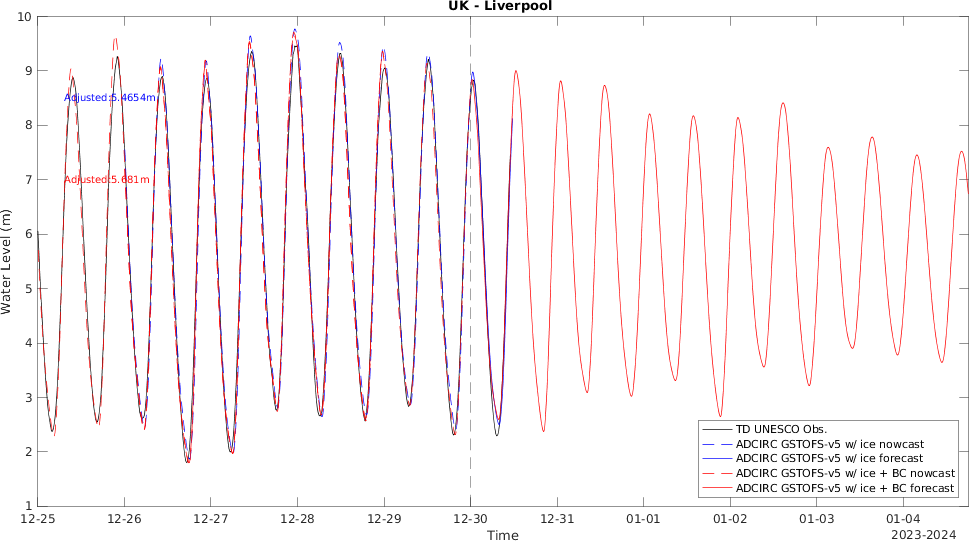 UK - Liverpool
10
9
8
7
6
5
4
3
2
1
Water Level (m)
Adjusted:5.4654m
Adjusted:5.681m
TD UNESCO Obs.
ADCIRC GSTOFS-v5 w/ ice nowcast
ADCIRC GSTOFS-v5 w/ ice forecast
ADCIRC GSTOFS-v5 w/ ice + BC nowcast
ADCIRC GSTOFS-v5 w/ ice + BC forecast
12-25 12-26 12-27 12-28 12-29 12-30 12-31 01-01 01-02 01-03 01-04
Time
2023-2024